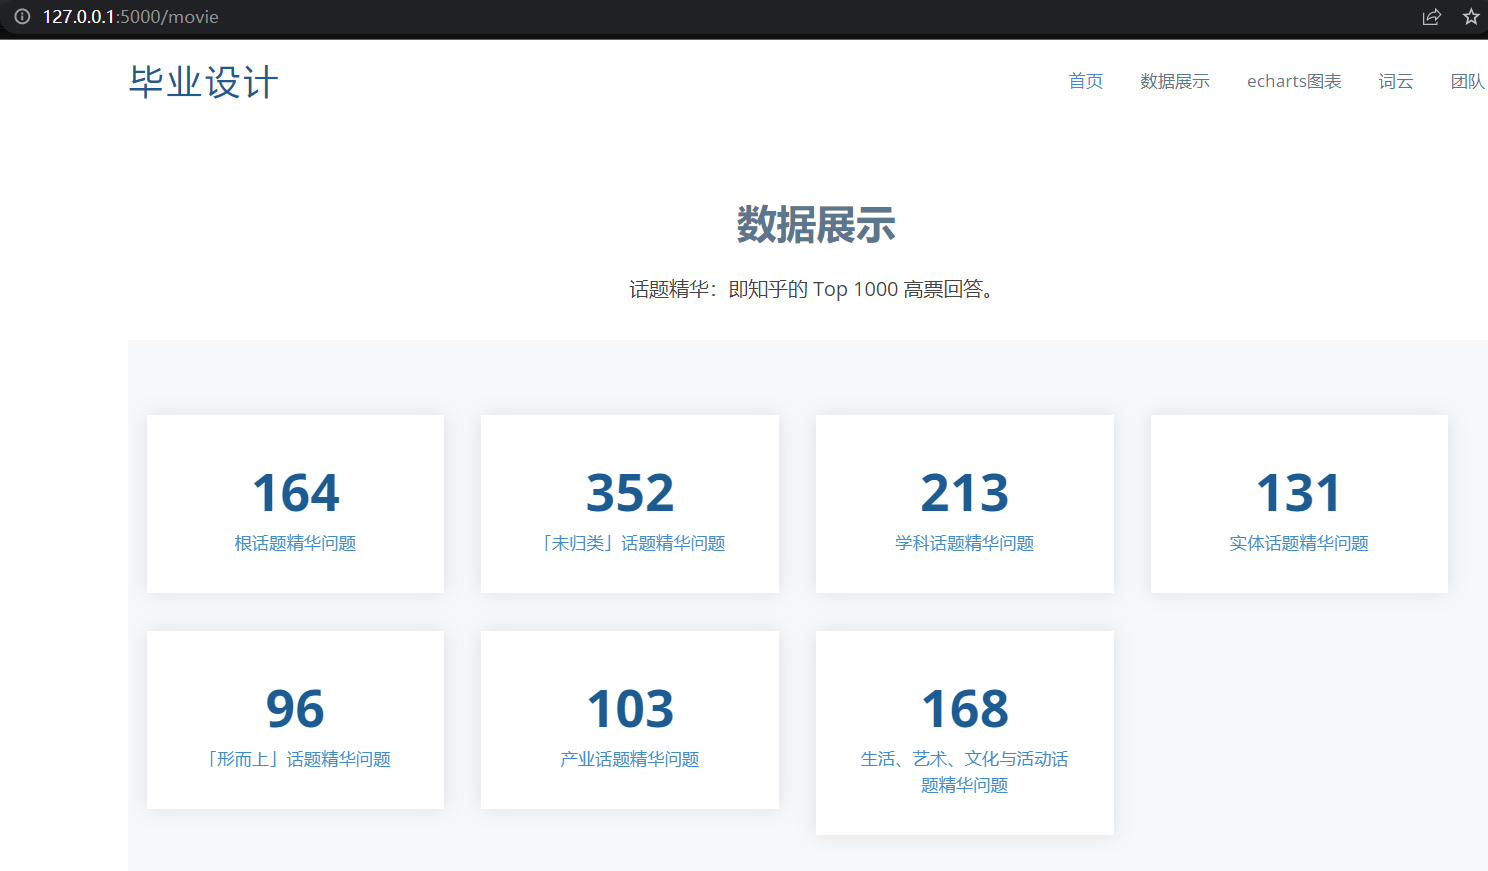 127.0.0.1:5000/movie
毕业设计
首页 数据展示 echarts图表 词云 团队
数据展示
话题精华：即知乎的 Top 1000 高票回答。
164 352 213 131
根话题精华问题 「未归类」话题精华问题 学科话题精华问题 实体话题精华问题
96 103 168
「形而上」话题精华问题 产业话题精华问题 生活、艺术、文化与活动话
题精华问题